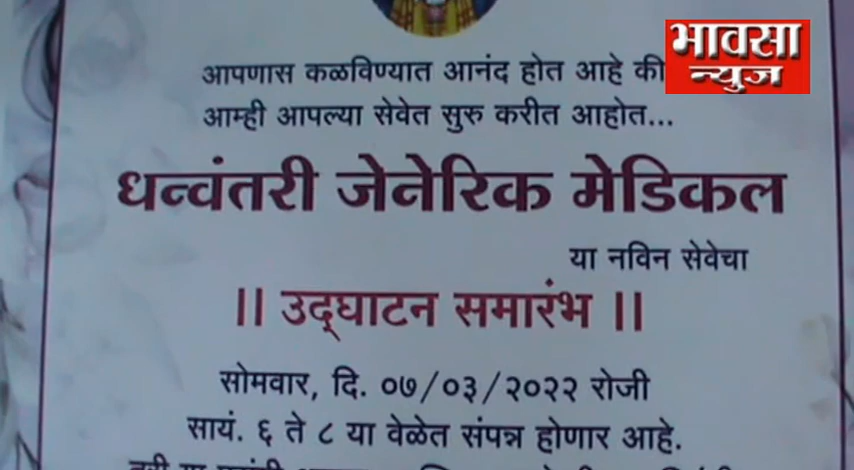 भावसा
न्युज
आपणास कळविण्यात आनंद होत आहे की
आम्ही आपल्या सेवेत सुरु करीत आहोत...
धन्वंतरी जेनेरिक मेडिकल
या नविन सेवेचा
|| उद्‌घाटन समारंभ ||
सोमवार, दि. ०७/०३/२०२२ रोजी
सायं. ६ ते ८ या वेळेत संपन्न होणार आहे.